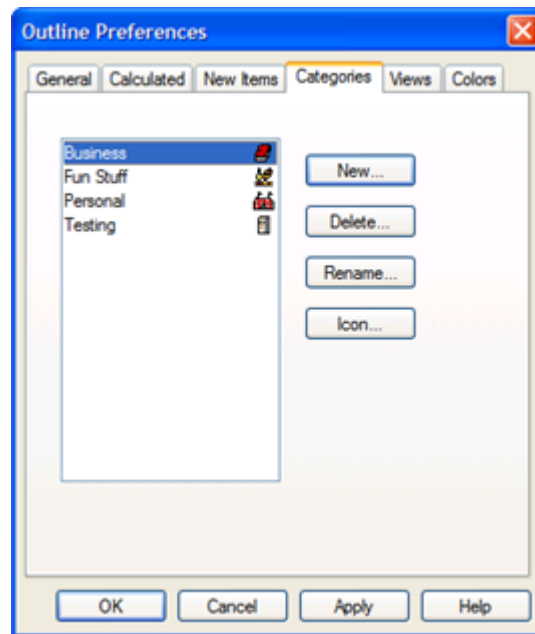 Outline Preferences
General Calculated New Items Categories Views Colors
Business
Fun Stuff
Personal
Testing
New...
Delete...
Rename...
Icon...
OK Cancel Apply Help